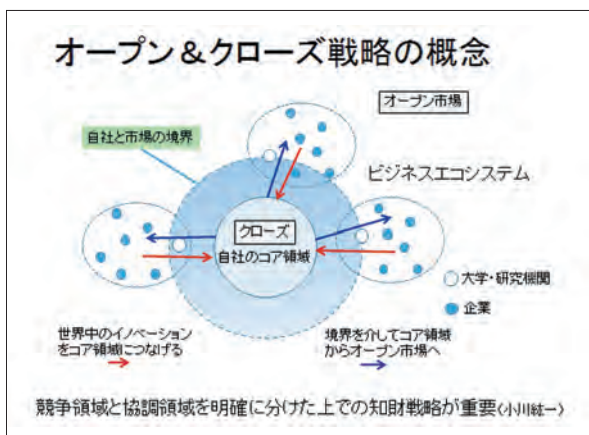 オープン＆クローズ戦略の概念
オープン市場
自社と市場の境界
ビジネスエコシステム
クローズ
自社のコア領域
大学・研究機関
企業
世界中のイノベーション
をコア領域につなげる
境界を介してコア領域
からオープン市場へ
競争領域と協調領域を明確に分けた上での知財戦略が重要〈小川紘一〉